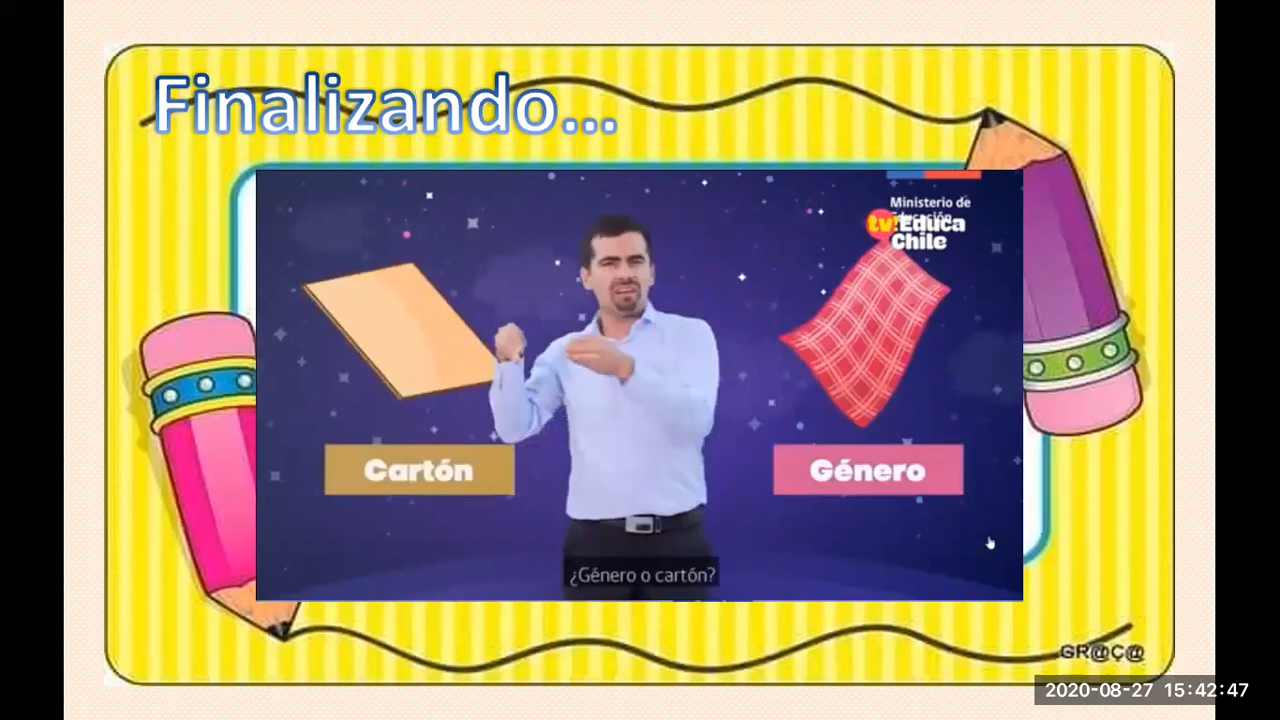 Finalizando...
Ministerio de
Educación
tv!Educa
Chile
Cartón
Género
¿Género o cartón?
GR@Ç@
2020-08-27 15:42:47